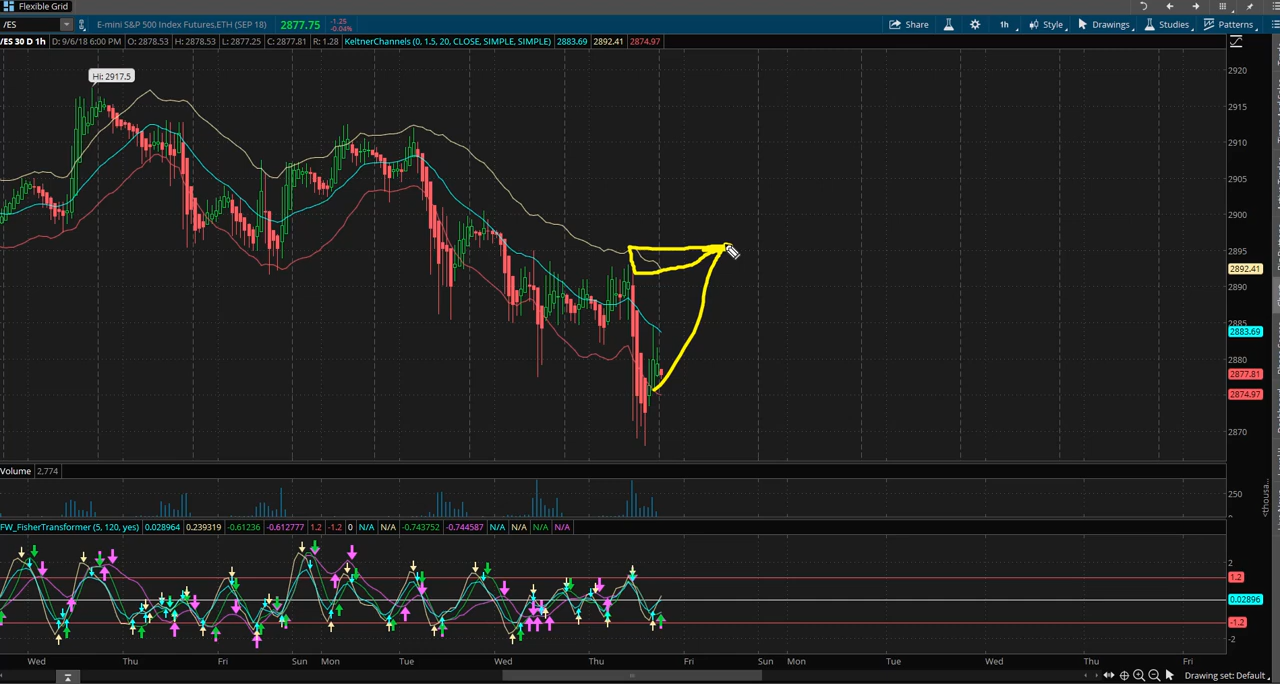 Flexible Grid
/ES E-mini S&P 500 Index Futures,ETH (SEP 18) 2877.75 -1.25 -0.04% Share 1h Style Drawings Studies Patterns
/ES 30 D 1h D: 9/6/18 6:00 PM O: 2878.53 H: 2878.53 L: 2877.25 C: 2877.81 R: 1.28 KeltnerChannels (0, 1.5, 20, CLOSE, SIMPLE, SIMPLE) 2883.69 2892.41 2874.97
Hi: 2917.5
2920
2915
2910
2905
2900
2895
2892.41
2890
2885
2883.69
2880
2877.81
2874.97
2870
Volume 2,774
250
<thousa...
FW_FisherTransformer (5, 120, yes) 0.028964 0.239319 -0.61236 -0.612777 1.2 -1.2 0 N/A N/A -0.743752 -0.744587 N/A N/A N/A N/A
2
1.2
0.02896
-1.2
-2
Wed Thu Fri Sun Mon Tue Wed Thu Fri Sun Mon Tue Wed Thu Fri
Drawing set: Default